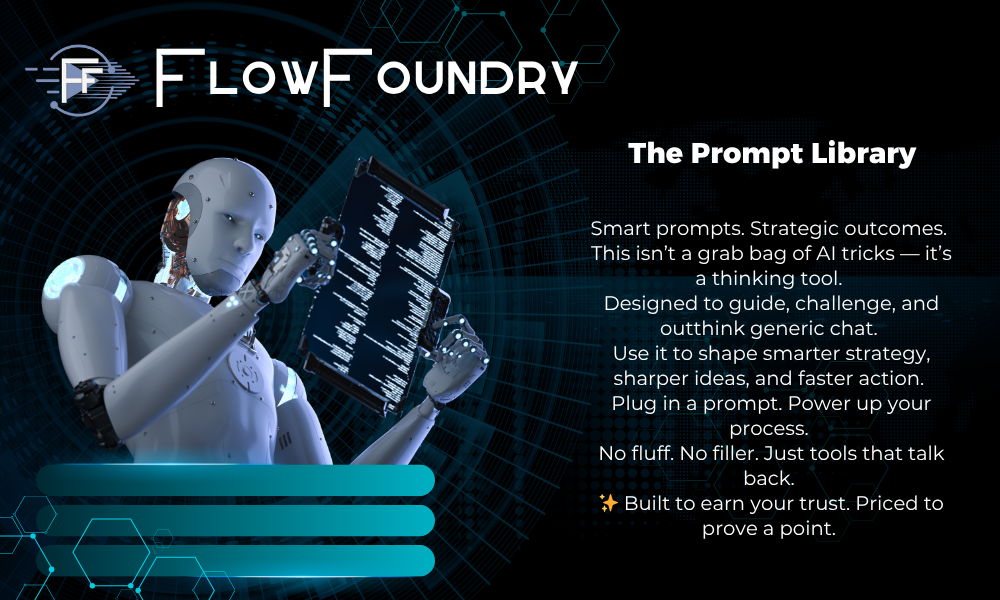 FF
FLOWFOUNDRY
The Prompt Library
Smart prompts. Strategic outcomes.
This isn’t a grab bag of AI tricks — it’s
a thinking tool.
Designed to guide, challenge, and
outthink generic chat.
Use it to shape smarter strategy,
sharper ideas, and faster action.
Plug in a prompt. Power up your
process.
No fluff. No filler. Just tools that talk
back.
✨ Built to earn your trust. Priced to
prove a point.